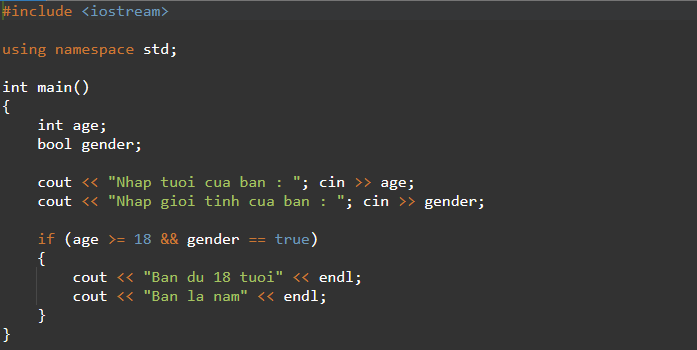 #include <iostream>
using namespace std;
int main()
{
int age;
bool gender;
cout << "Nhap tuoi cua ban : "; cin >> age;
cout << "Nhap gioi tinh cua ban : "; cin >> gender;
if (age >= 18 && gender == true)
{
cout << "Ban du 18 tuoi" << endl;
cout << "Ban la nam" << endl;
}
}